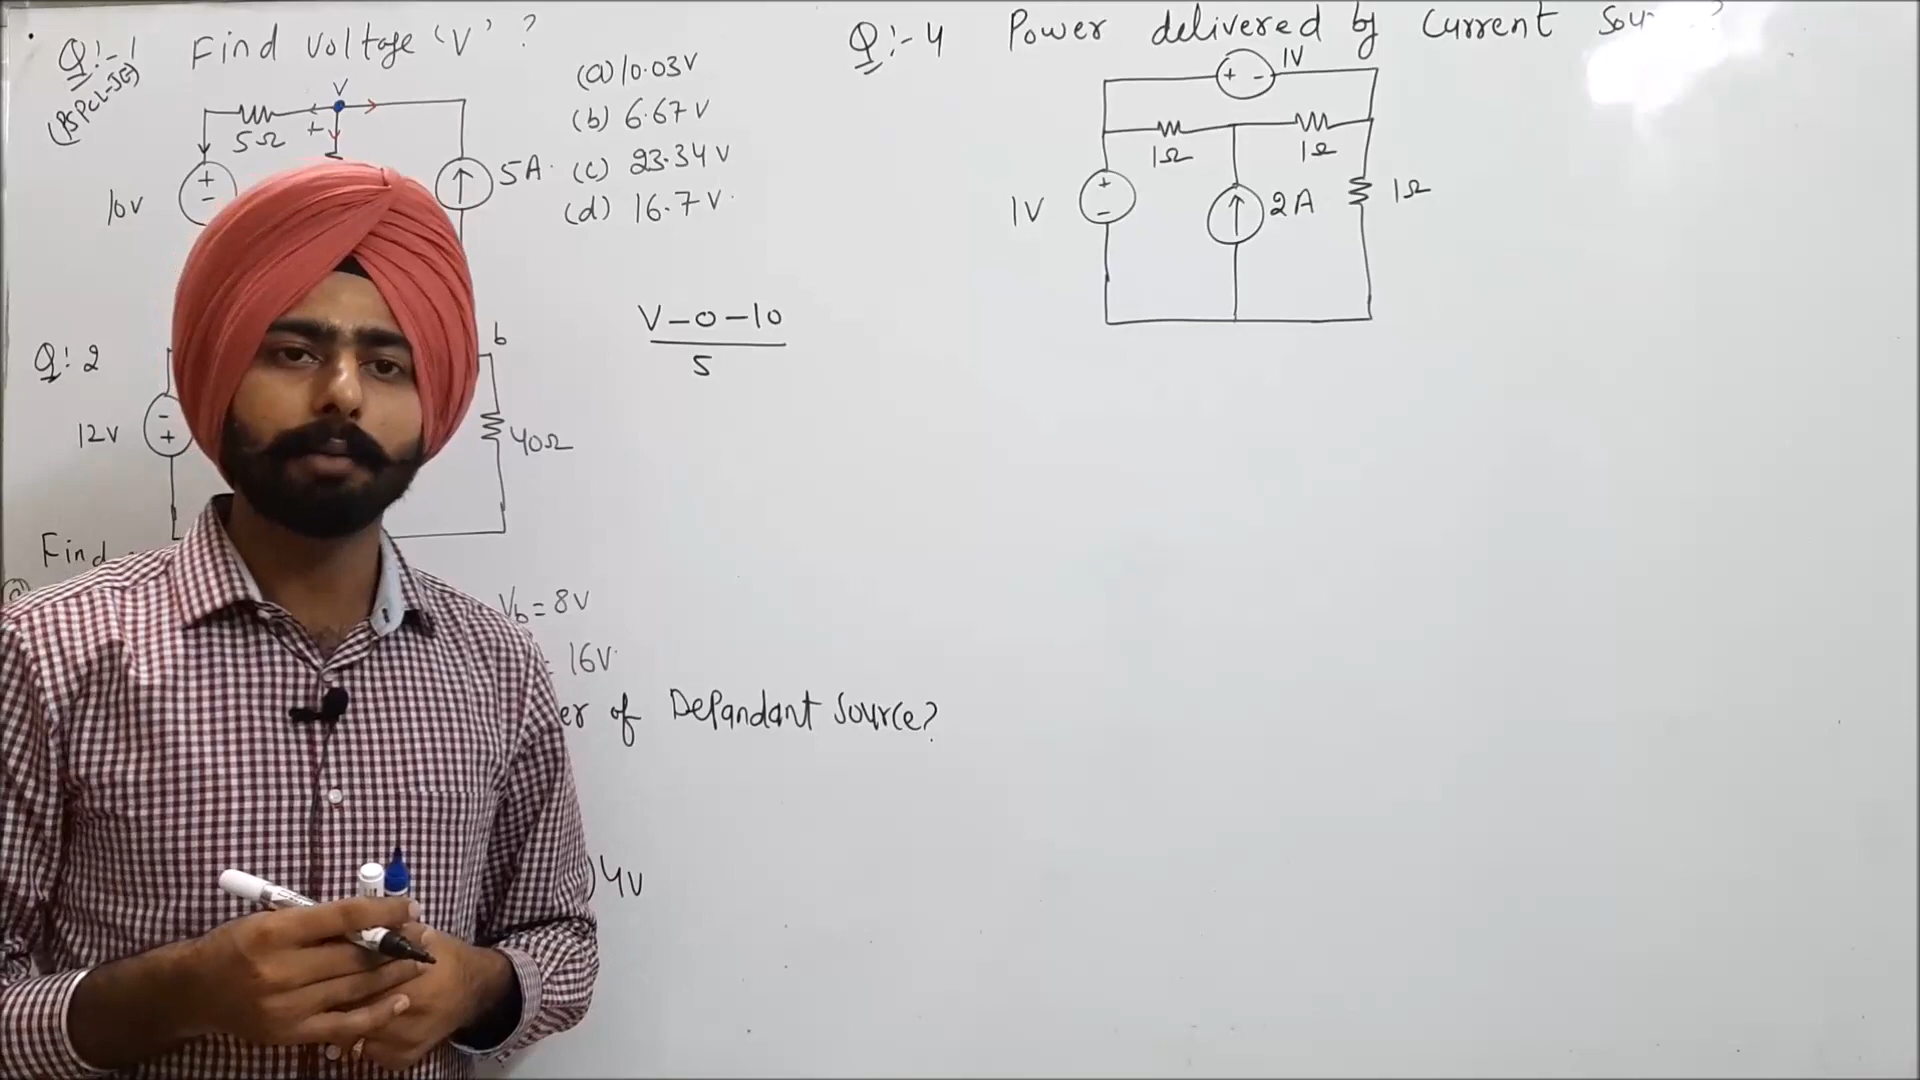 Q:-1 Find voltage 'V' ?
(PSPCL-JE)
V
5Ω
+
10V
+
-
5A
(a) 10.03V
(b) 6.67V
(c) 23.34V
(d) 16.7V
Q:2
12V
-
+
b
40Ω
V-0-10
5
Find
Vb = 8V
16V
of Depandant Source?
4V
Q:-4 Power delivered by Current
1V
+ -
1Ω
1Ω
1V
+
-
2A
1Ω